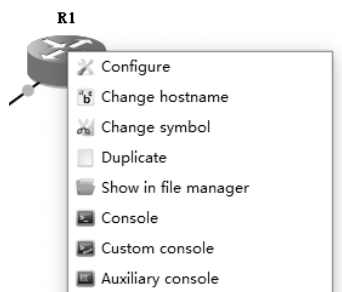 R1
Configure
Change hostname
Change symbol
Duplicate
Show in file manager
Console
Custom console
Auxiliary console